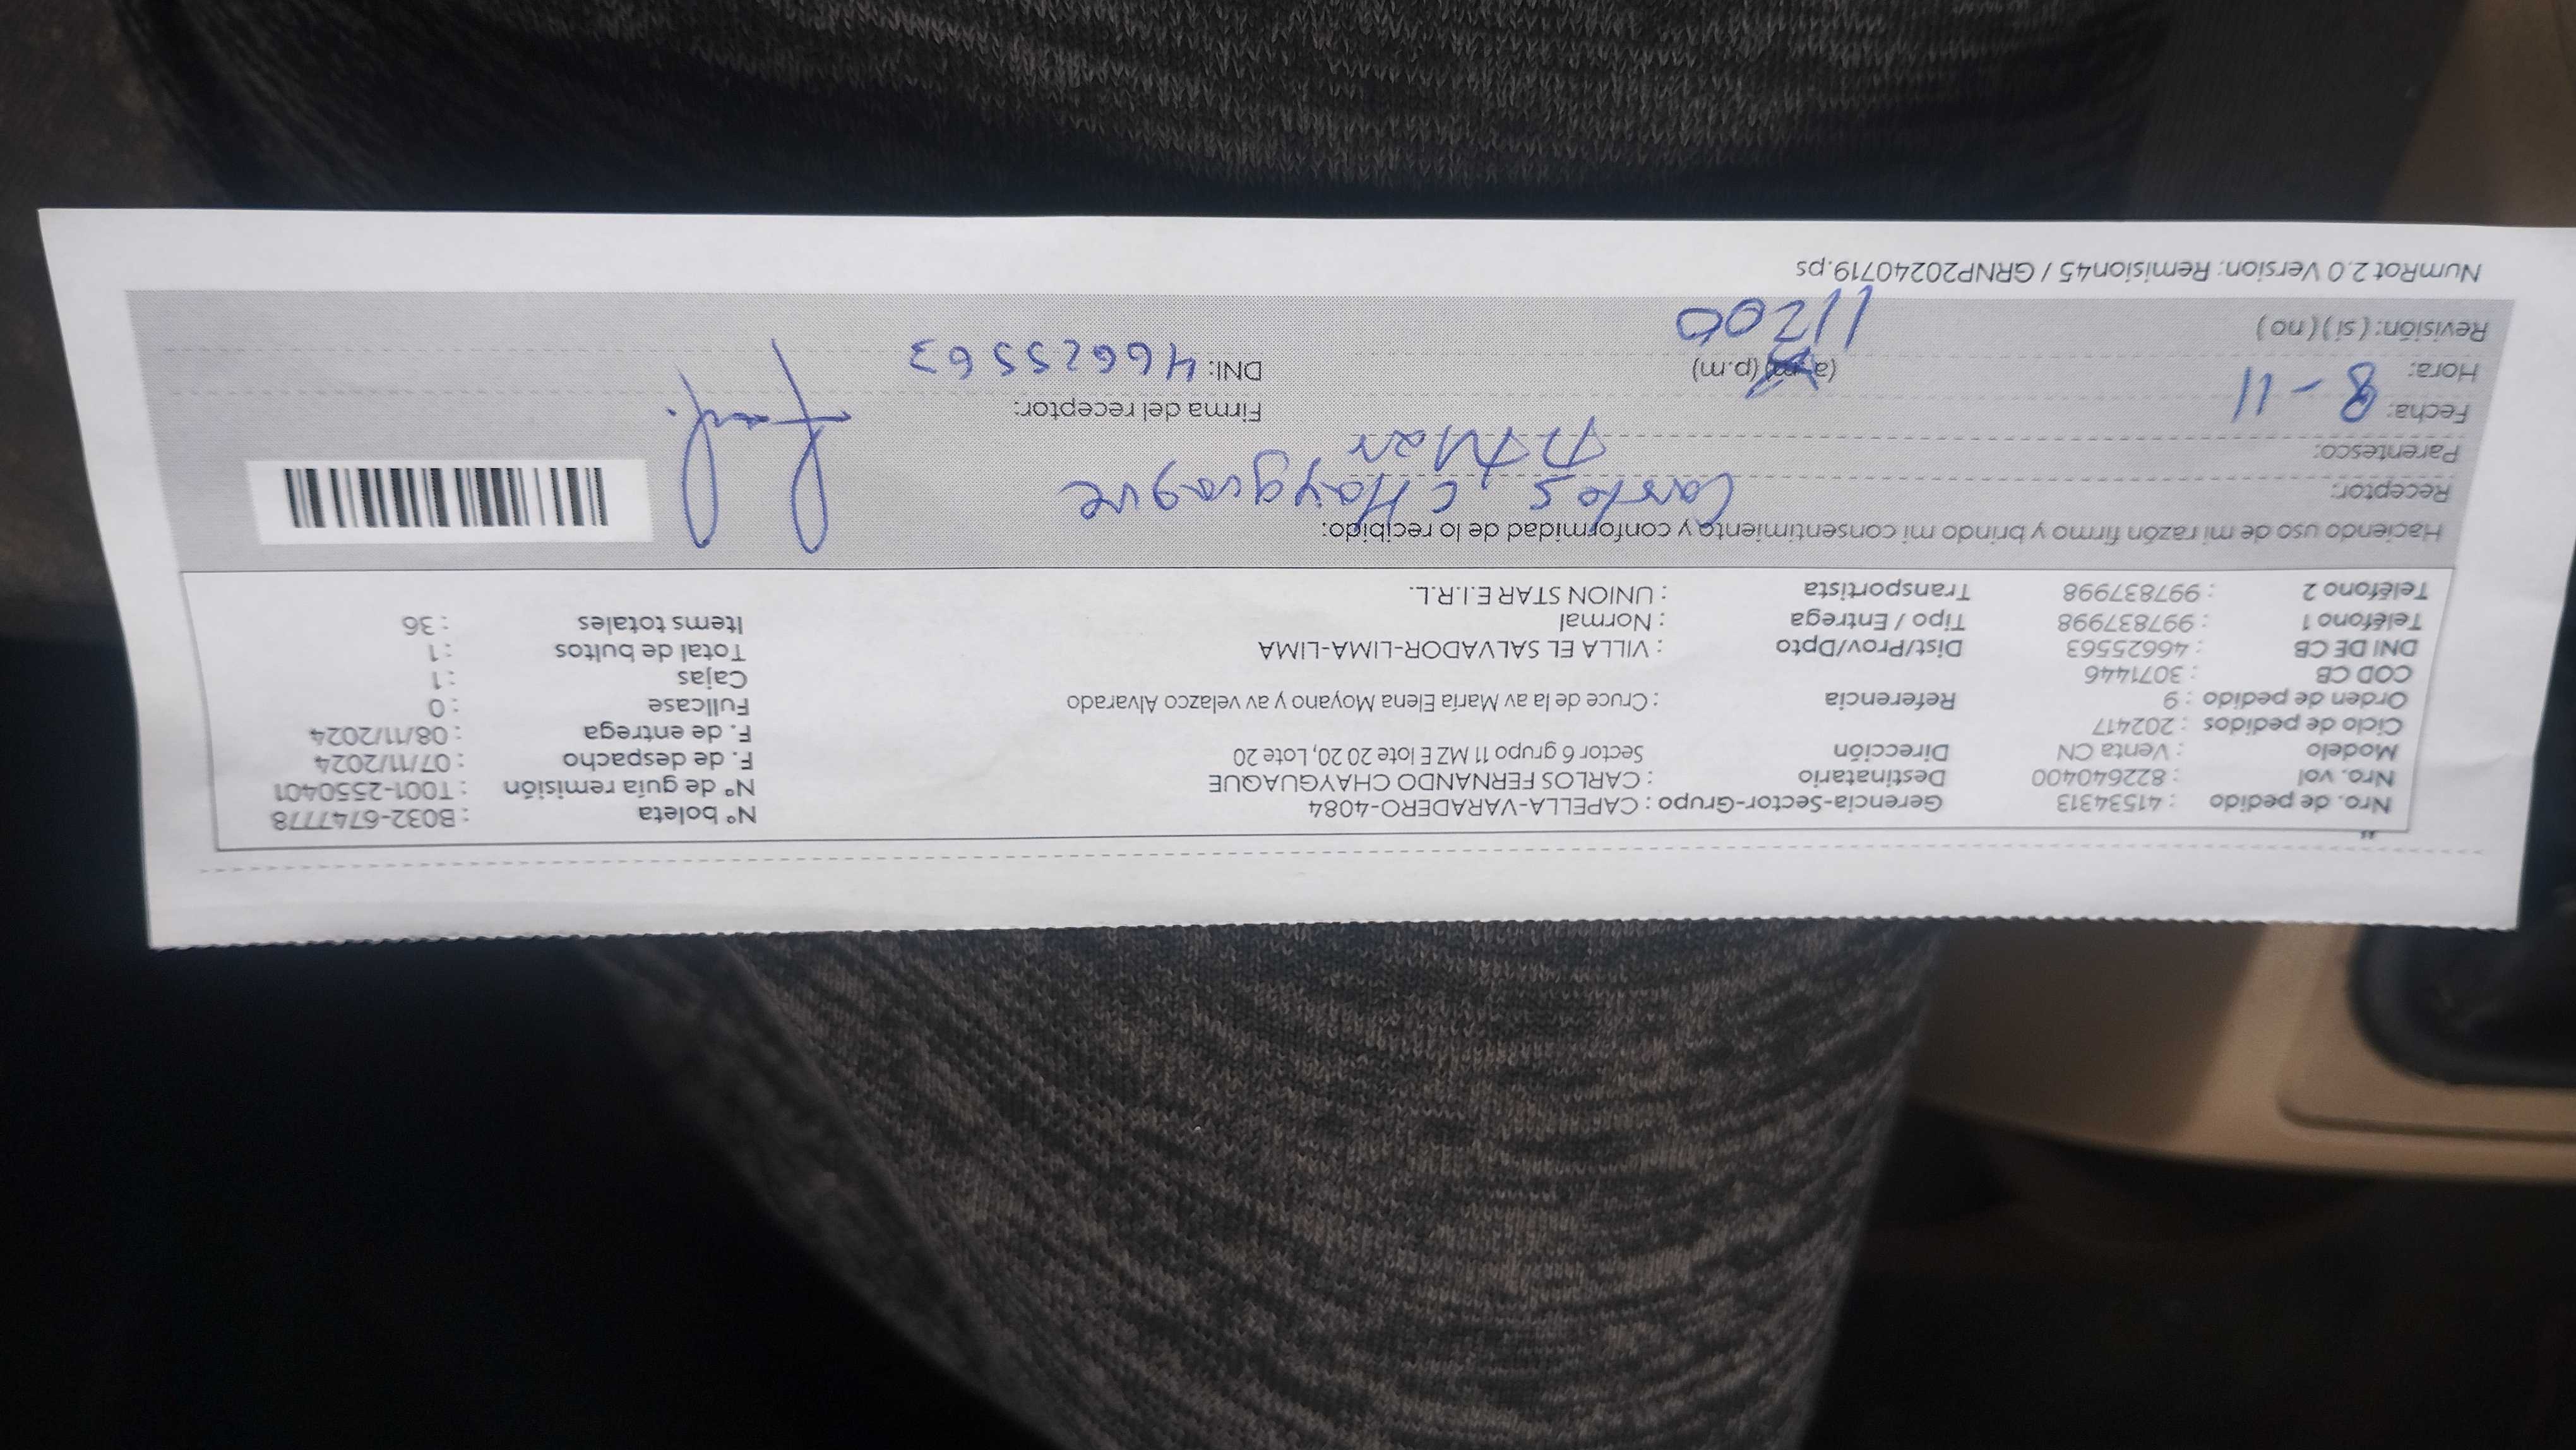 Nro. de pedido : 41534313 Gerencia-Sector-Grupo : CAPELLA-VARADERO-4084 N° boleta : B032-6747778
Nro. vol : 822640400 Destinatario : CARLOS FERNANDO CHAYGUAQUE N° de guía remisión : T001-2550401
Modelo : Venta CN Dirección Sector 6 grupo 11 MZ E lote 20 20, Lote 20 F. de despacho : 07/11/2024
Ciclo de pedidos : 202417 F. de entrega : 08/11/2024
Orden de pedido : 9 Referencia : Cruce de la av María Elena Moyano y av velazco Alvarado Fullcase : 0
COD CB : 3071446 Cajas : 1
DNI DE CB : 46625563 Dist/Prov/Dpto : VILLA EL SALVADOR-LIMA-LIMA Total de bultos : 1
Teléfono 1 : 997837998 Tipo / Entrega : Normal Items totales : 36
Teléfono 2 : 997837998 Transportista : UNION STAR E.I.R.L.
Haciendo uso de mi razón firmo y brindo mi consentimiento y conformidad de lo recibido:
Receptor: Carlos CHayguaque
Parentesco:
Fecha: 8-11 Firma del receptor:
Hora: (a.m) (p.m) DNI: 46625563
Revisión: (si) (no)
NumRot 2.0 Version: Remision45 / GRNP20240719.ps